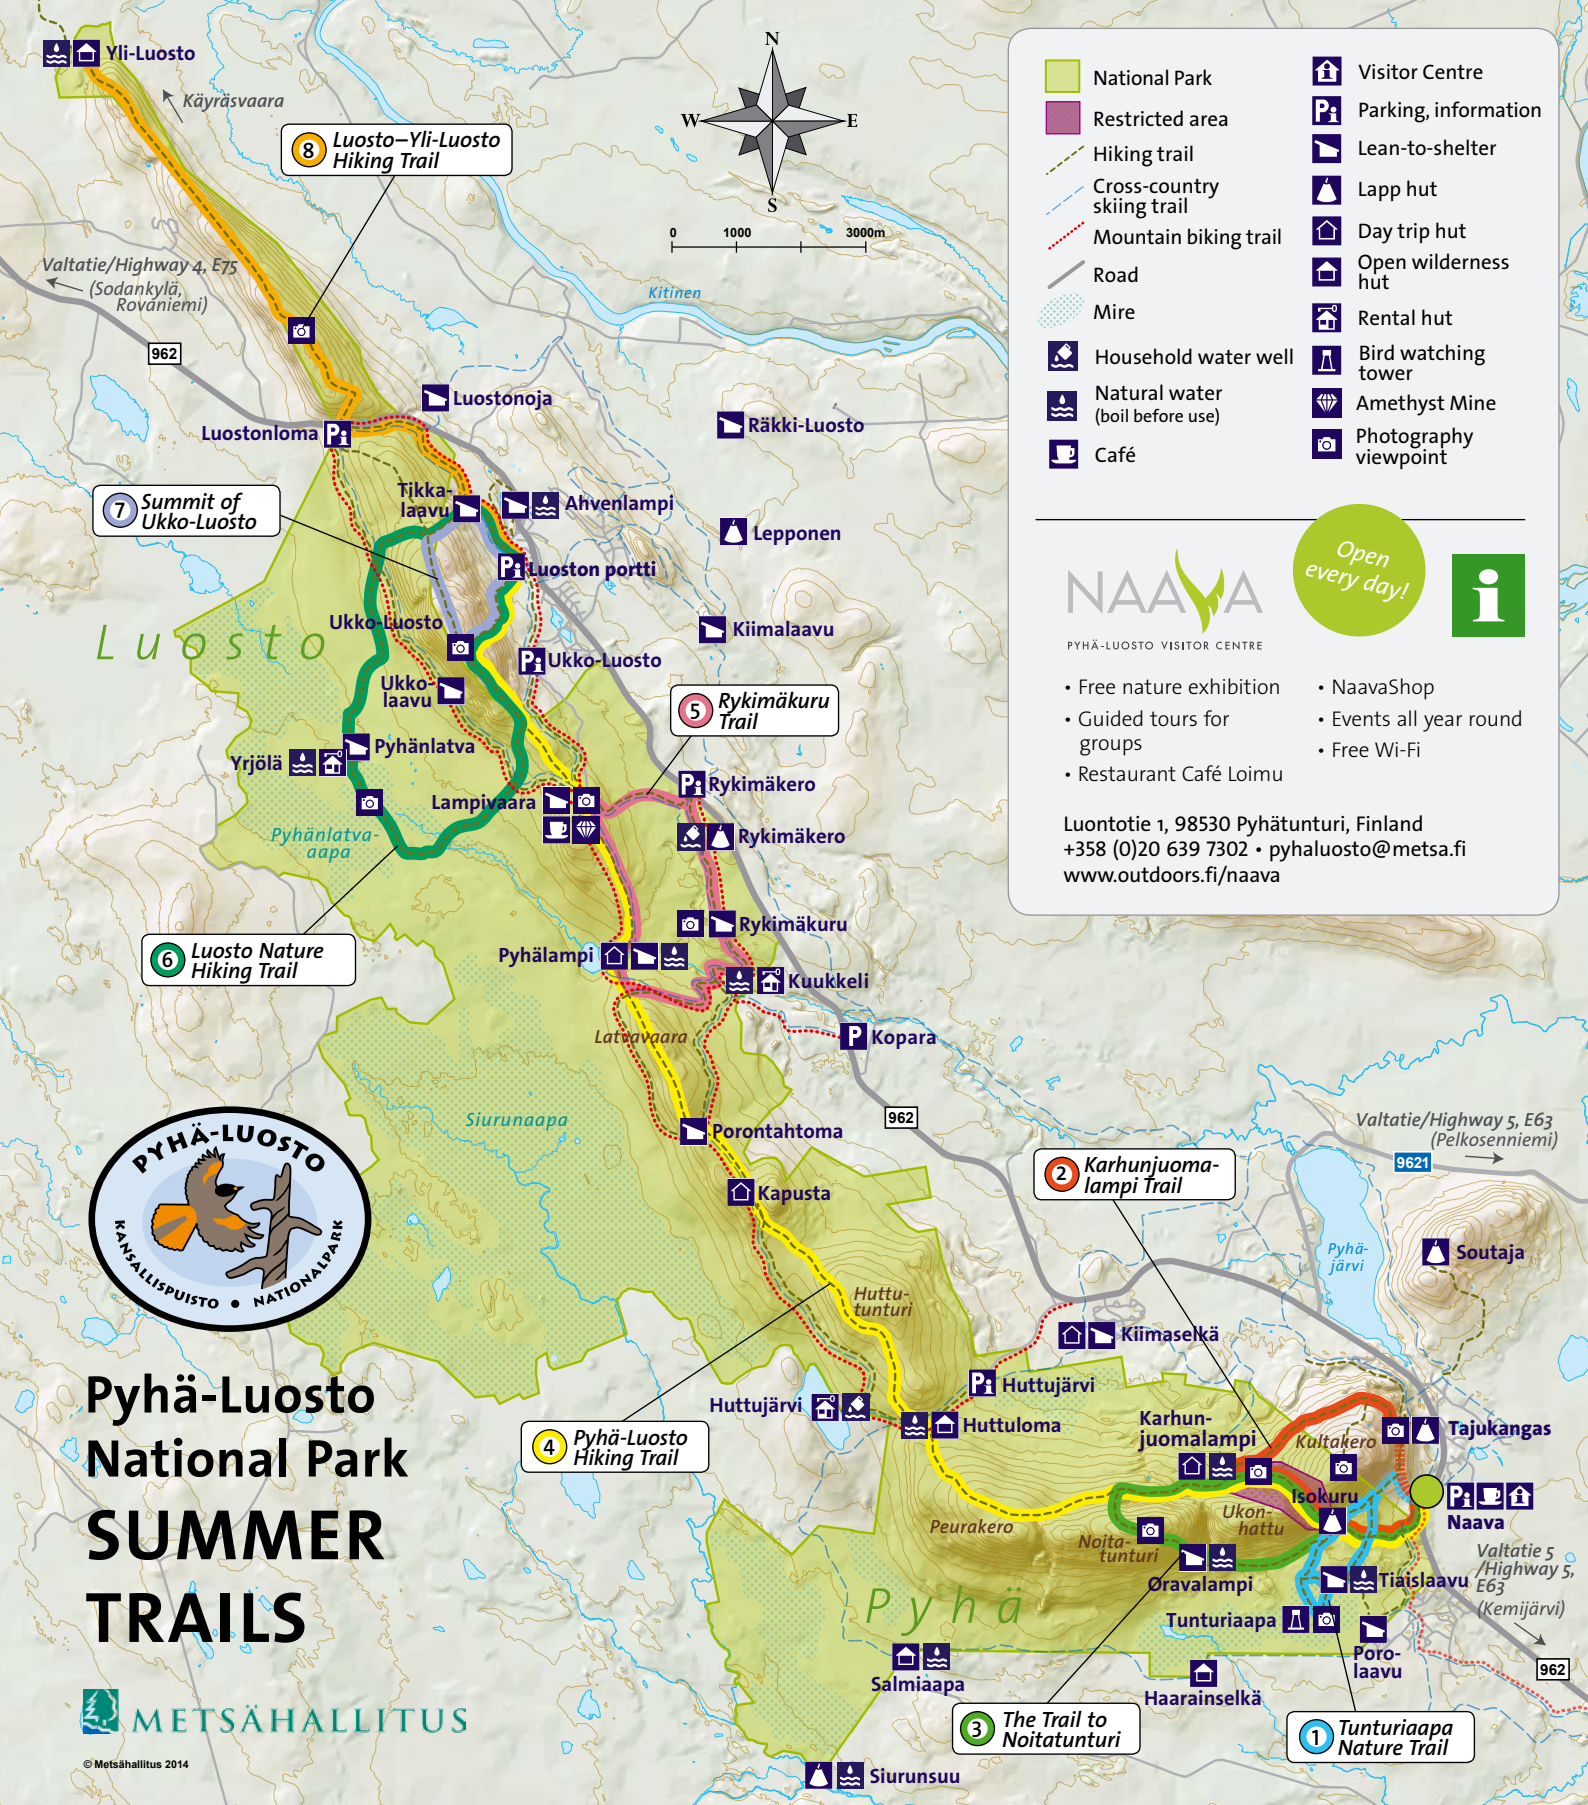 Yli-Luosto
Käyräsvaara
8
Luosto–Yli-Luosto
Hiking Trail
Valtatie/Highway 4, E75
(Sodankylä,
Rovaniemi)
962
N
W
E
S
0
1000
3000m
Kitinen
National Park
Restricted area
Hiking trail
Cross-country
skiing trail
Mountain biking trail
Road
Mire
Household water well
Natural water
(boil before use)
Café
Visitor Centre
Parking, information
Lean-to-shelter
Lapp hut
Day trip hut
Open wilderness
hut
Rental hut
Bird watching
tower
Amethyst Mine
Photography
viewpoint
NAAVA
PYHÄ-LUOSTO VISITOR CENTRE
Open
every day!
i
• Free nature exhibition
• Guided tours for
groups
• Restaurant Café Loimu
• NaavaShop
• Events all year round
• Free Wi-Fi
Luontotie 1, 98530 Pyhätunturi, Finland
+358 (0)20 639 7302 • pyhaluosto@metsa.fi
www.outdoors.fi/naava
Luostonoja
Luostonloma
Pi
Räkki-Luosto
7
Summit of
Ukko-Luosto
Tikka-
laavu
Ahvenlampi
Lepponen
Pi
Luoston portti
Luosto
Ukko-Luosto
Kiimalaavu
Pi
Ukko-Luosto
Ukko-
laavu
5
Rykimäkuru
Trail
Pyhänlatva
Yrjölä
Lampivaara
Pi
Rykimäkero
Rykimäkero
Pyhänlatva-
aapa
Rykimäkuru
6
Luosto Nature
Hiking Trail
Pyhälampi
Kuukkeli
Latvavaara
P
Kopara
962
Siurunaapa
Porontahtoma
Kapusta
PYHÄ-LUOSTO
KANSALLISPUISTO • NATIONALPARK
Valtatie/Highway 5, E63
(Pelkosenniemi)
9621
2
Karhunjuoma-
lampi Trail
Pyhä-
järvi
Soutaja
Huttu-
tunturi
Kiimaselkä
Pi
Huttujärvi
Huttujärvi
Huttuloma
Karhun-
juomalampi
Kultakero
Tajukangas
4
Pyhä-Luosto
Hiking Trail
Isokuru
Ukon-
hattu
Pi
Naava
Peurakero
Noita-
tunturi
Oravalampi
Tiaislaavu
Valtatie 5
/Highway 5,
E63
(Kemijärvi)
Pyhä
Tunturiaapa
Poro-
laavu
962
Salmiaapa
Haarainselkä
3
The Trail to
Noitatunturi
1
Tunturiaapa
Nature Trail
Siurunsuu
Pyhä-Luosto
National Park
SUMMER
TRAILS
METSÄHALLITUS
© Metsähallitus 2014